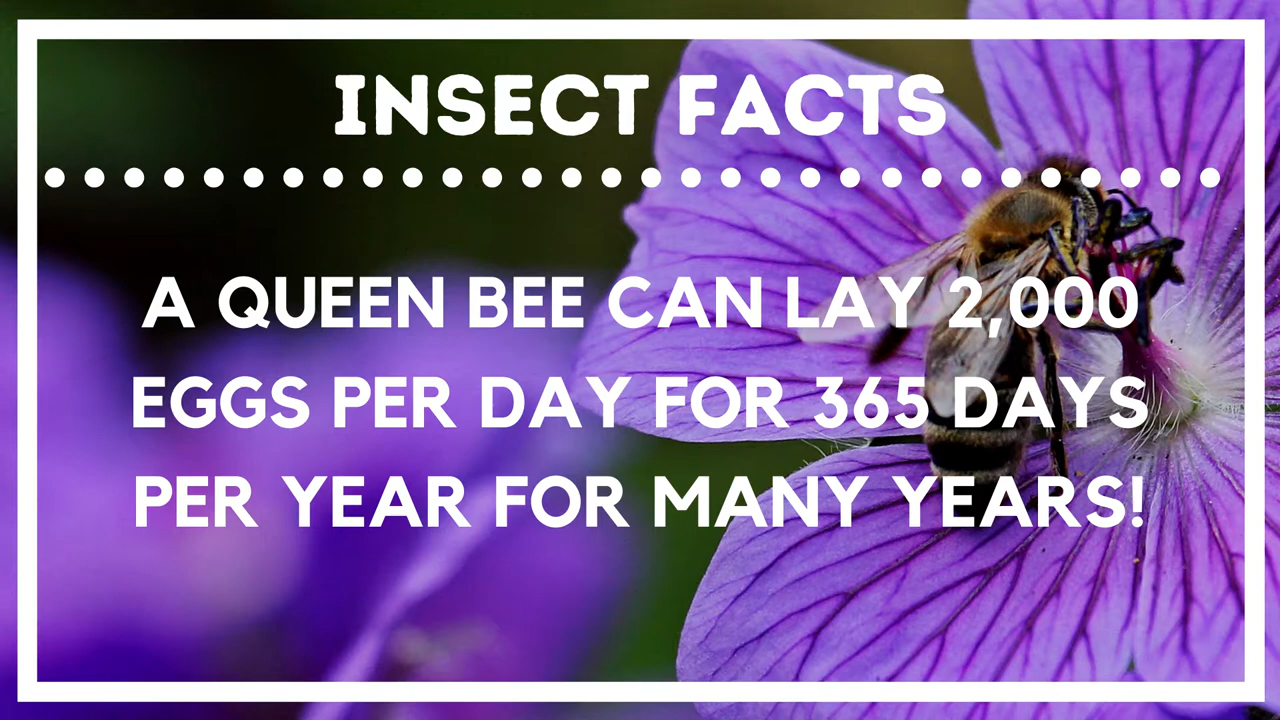 INSECT FACTS
A QUEEN BEE CAN LAY 2,000
EGGS PER DAY FOR 365 DAYS
PER YEAR FOR MANY YEARS!